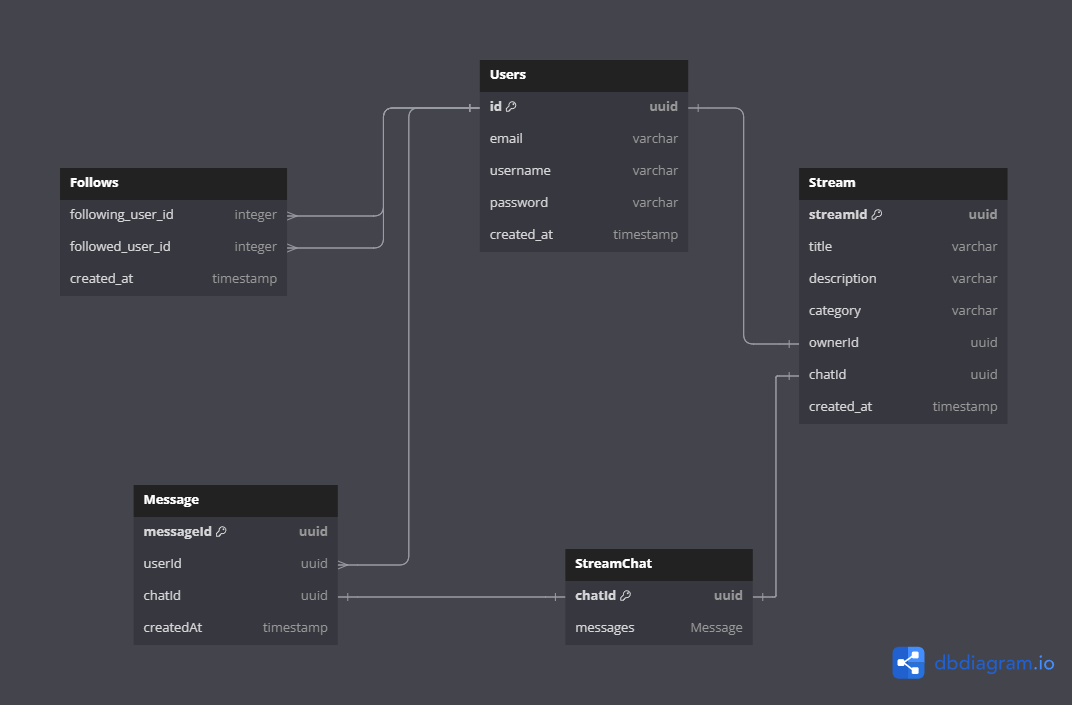 Users
id uuid
email varchar
username varchar
password varchar
created_at timestamp
Follows
following_user_id integer
followed_user_id integer
created_at timestamp
Stream
streamId uuid
title varchar
description varchar
category varchar
ownerId uuid
chatId uuid
created_at timestamp
Message
messageId uuid
userId uuid
chatId uuid
createdAt timestamp
StreamChat
chatId uuid
messages Message
dbdiagram.io